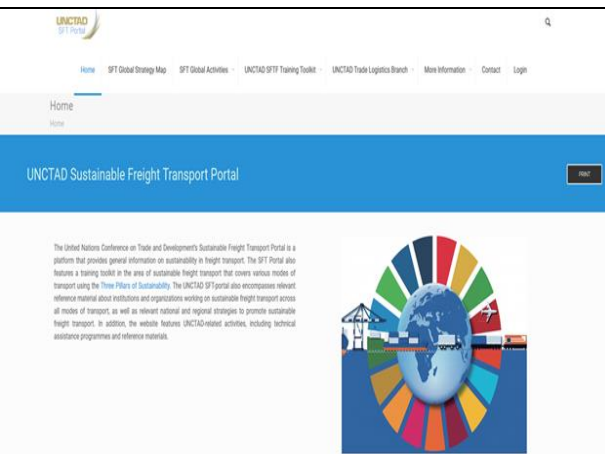 UNCTAD
SFT Portal
Home SFT Global Strategy Map SFT Global Activities UNCTAD SFTF Training Toolkit UNCTAD Trade Logistics Branch More Information Contact Login
Home
Home
UNCTAD Sustainable Freight Transport Portal
PRINT
The United Nations Conference on Trade and Development's Sustainable Freight Transport Portal is a
platform that provides general information on sustainability in freight transport. The SFT Portal also
features a training toolkit in the area of sustainable freight transport that covers various modes of
transport using the Three Pillars of Sustainability. The UNCTAD SFT-portal also encompasses relevant
reference material about institutions and organizations working on sustainable freight transport across
all modes of transport, as well as relevant national and regional strategies to promote sustainable
freight transport. In addition, the website features UNCTAD-related activities, including technical
assistance programmes and reference materials.